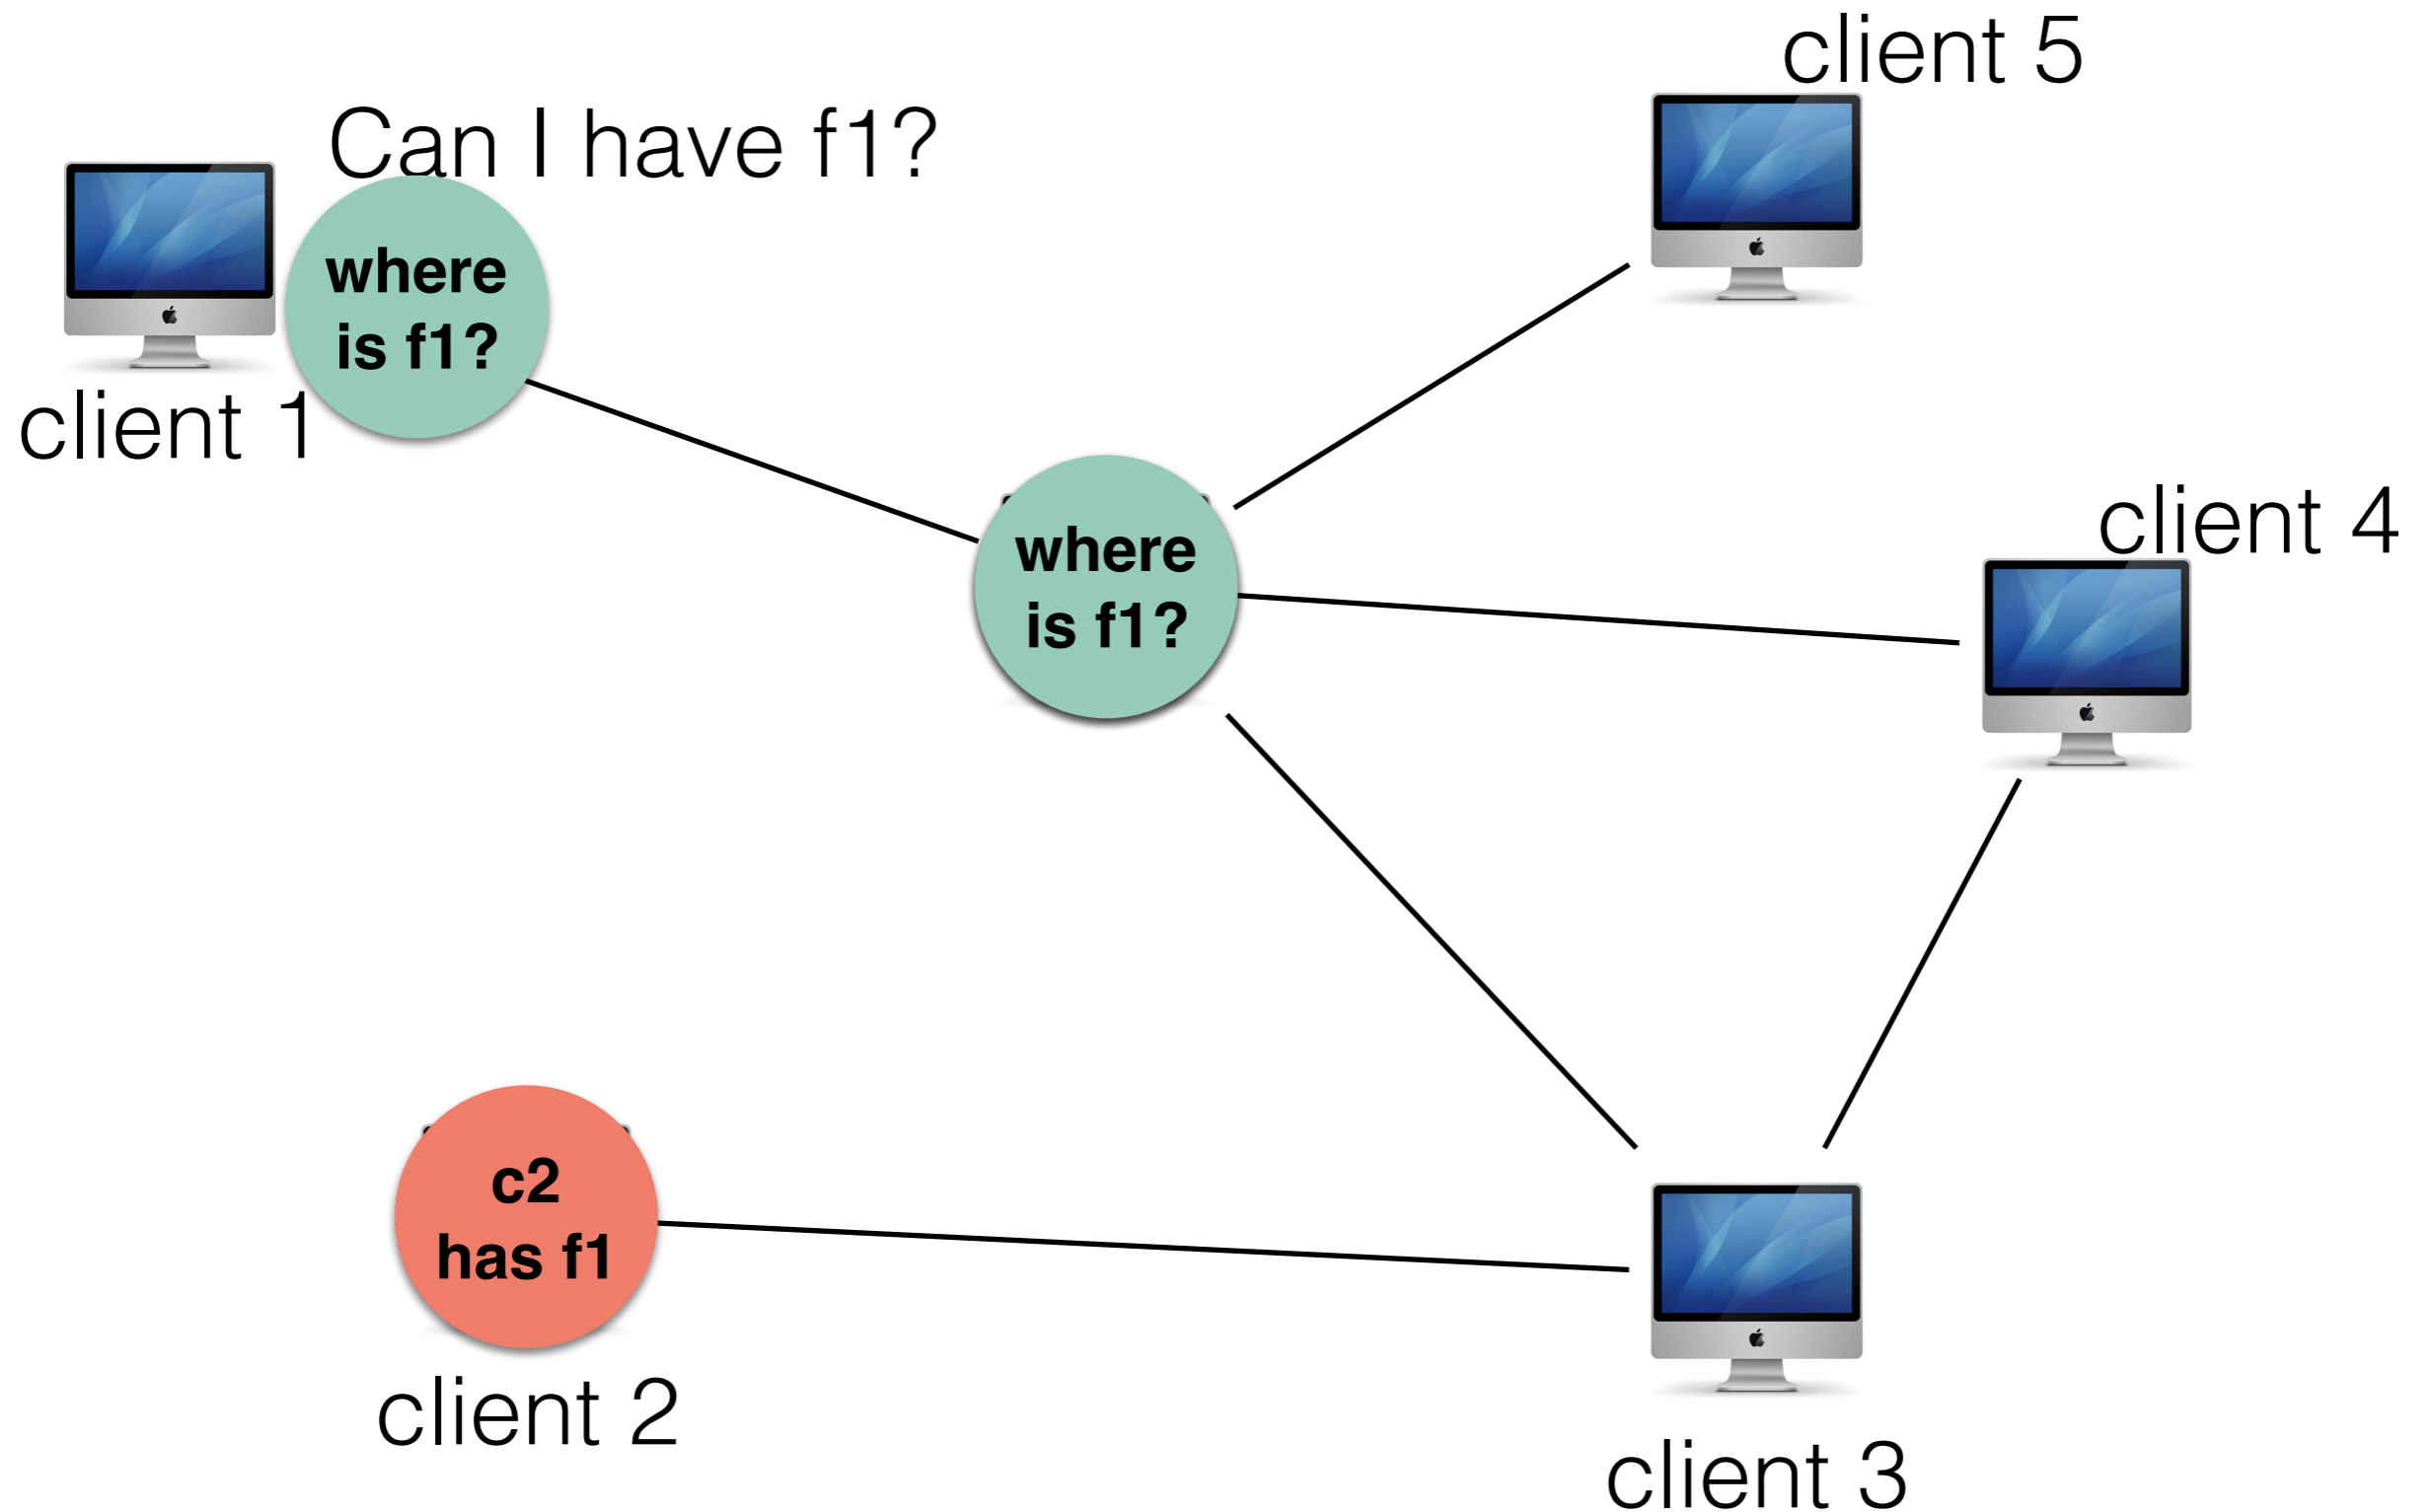 client 5
Can I have f1?
where
is f1?
client 1
client 4
where
is f1?
c2
has f1
client 2
client 3